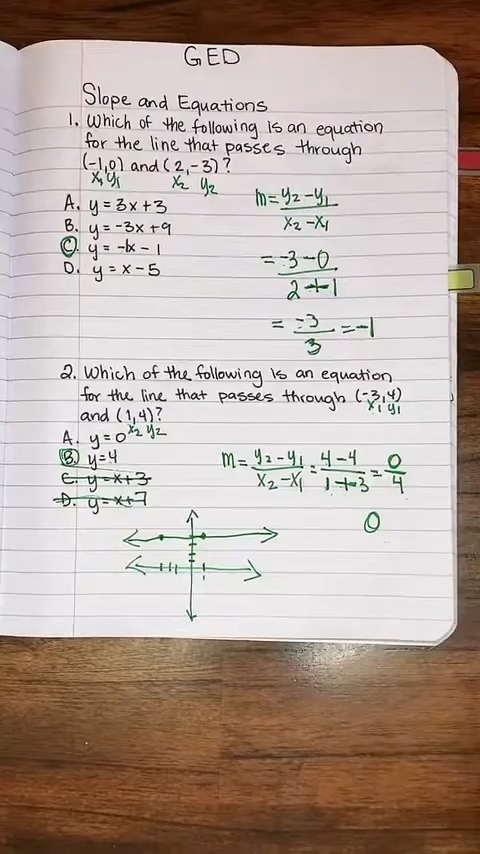 GED
Slope and Equations
1. Which of the following is an equation
for the line that passes through
(-1,0) and (2,-3)?
x₁ y₁ x₂ y₂
A. y = 3x + 3
B. y = -3x + 9
C. y = -1x - 1
D. y = x - 5
m = y₂ - y₁ / x₂ - x₁
= -3 - 0 / 2 + 1
= -3 / 3 = -1
2. Which of the following is an equation
for the line that passes through (-3,4)
x₁ y₁
and (1,4)?
x₂ y₂
A. y = 0
B. y = 4
C. y = x + 3
D. y = x + 7
m = y₂ - y₁ / x₂ - x₁ = 4 - 4 / 1 + 3 = 0 / 4
0